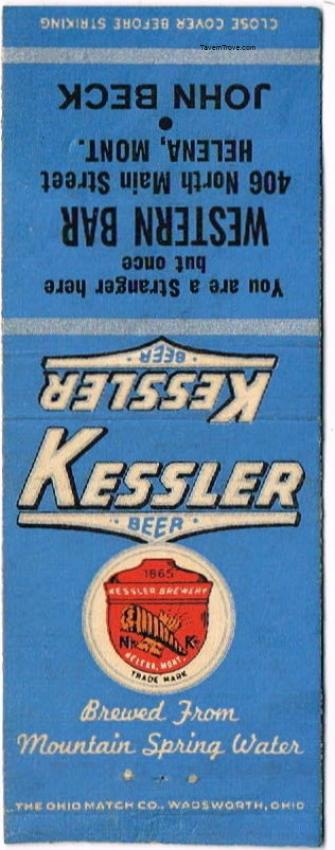 CLOSE COVER BEFORE STRIKING
TavernTrove.com
You are a Stranger here
but once
WESTERN BAR
406 North Main Street
HELENA, MONT.
•
JOHN BECK
KESSLER
· BEER ·
KESSLER
· BEER ·
1865
KESSLER BREWERY
N K
HELENA, MONT.
TRADE MARK
Brewed From
Mountain Spring Water
THE OHIO MATCH CO., WADSWORTH, OHIO